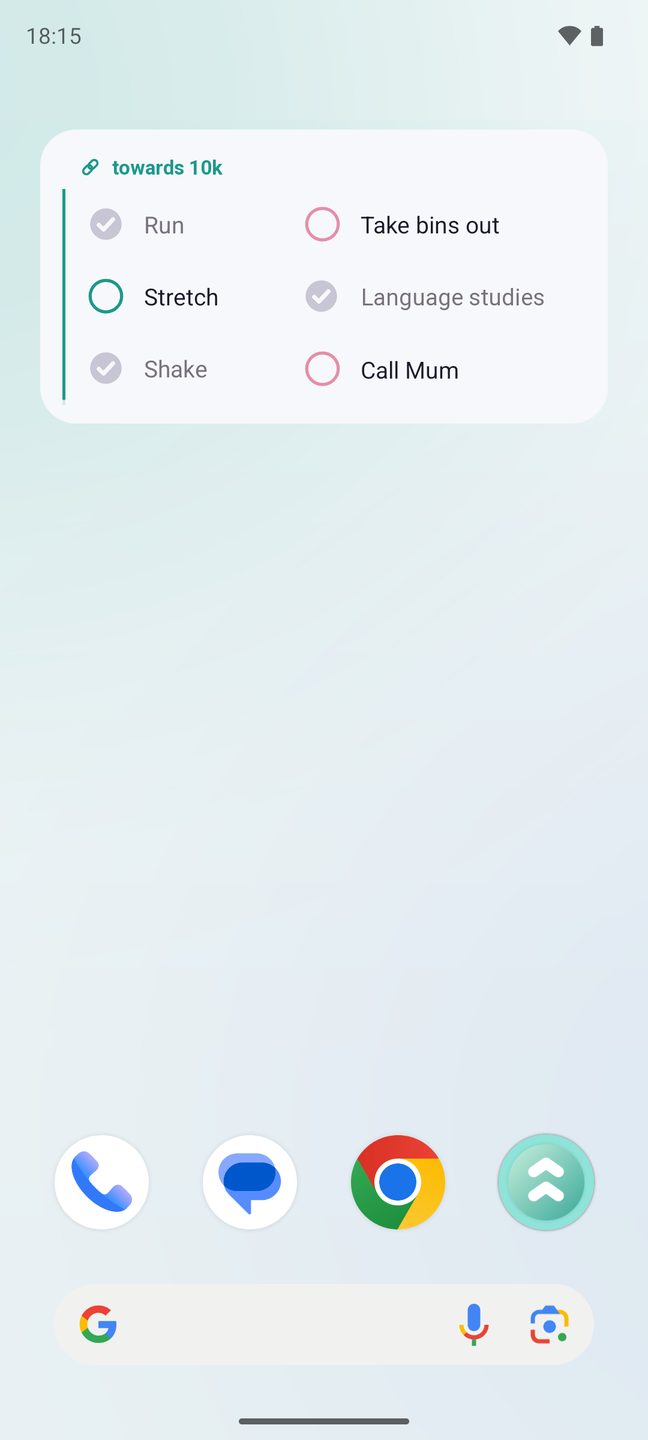 18:15
towards 10k
Run
Stretch
Shake
Take bins out
Language studies
Call Mum